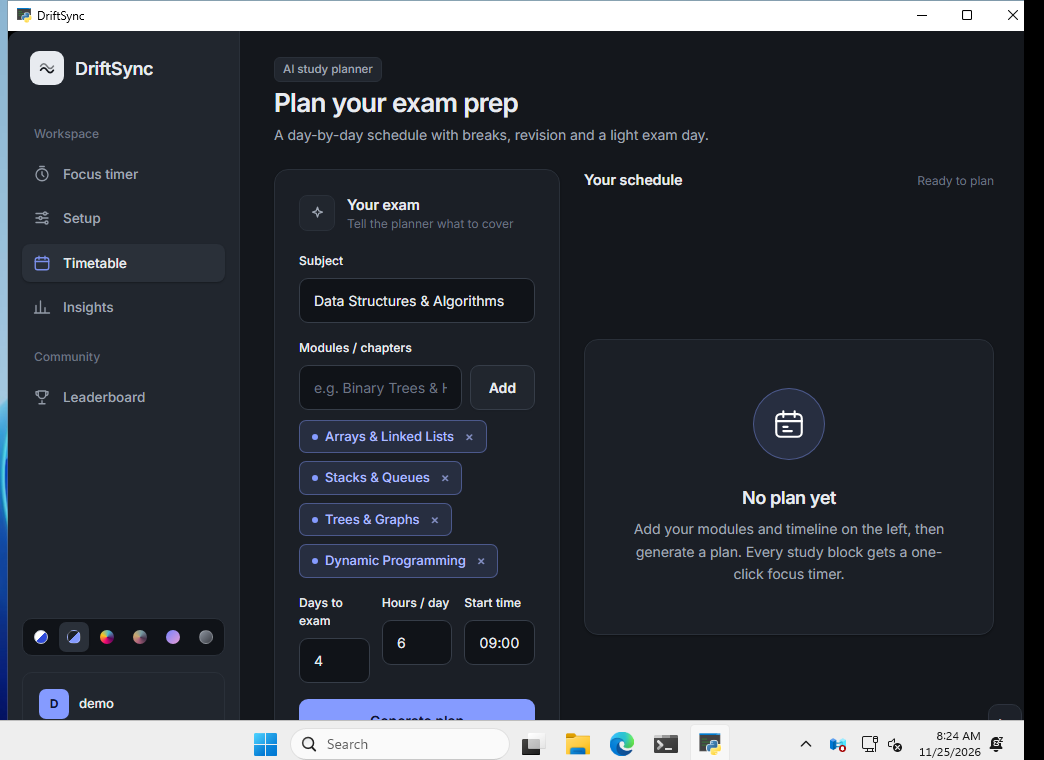 DriftSync
DriftSync
Workspace
Focus timer
Setup
Timetable
Insights
Community
Leaderboard
D demo
AI study planner
Plan your exam prep
A day-by-day schedule with breaks, revision and a light exam day.
Your exam
Tell the planner what to cover
Subject
Data Structures & Algorithms
Modules / chapters
e.g. Binary Trees & H
Add
Arrays & Linked Lists ×
Stacks & Queues ×
Trees & Graphs ×
Dynamic Programming ×
Days to
exam
Hours / day
Start time
4
6
09:00
Generate plan
Your schedule
Ready to plan
No plan yet
Add your modules and timeline on the left, then
generate a plan. Every study block gets a one-
click focus timer.
Search
8:24 AM
11/25/2026